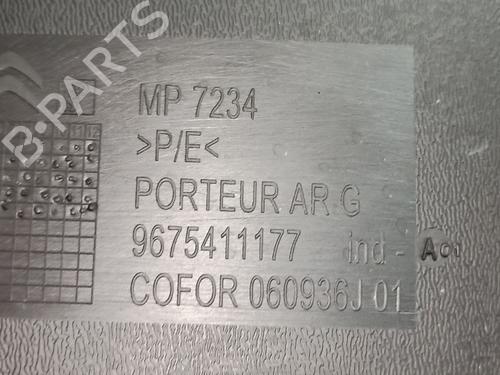 B-PARTS
MP 7234
>P/E<
PORTEUR AR G
9675411177 ind - A01
COFOR 060936J 01